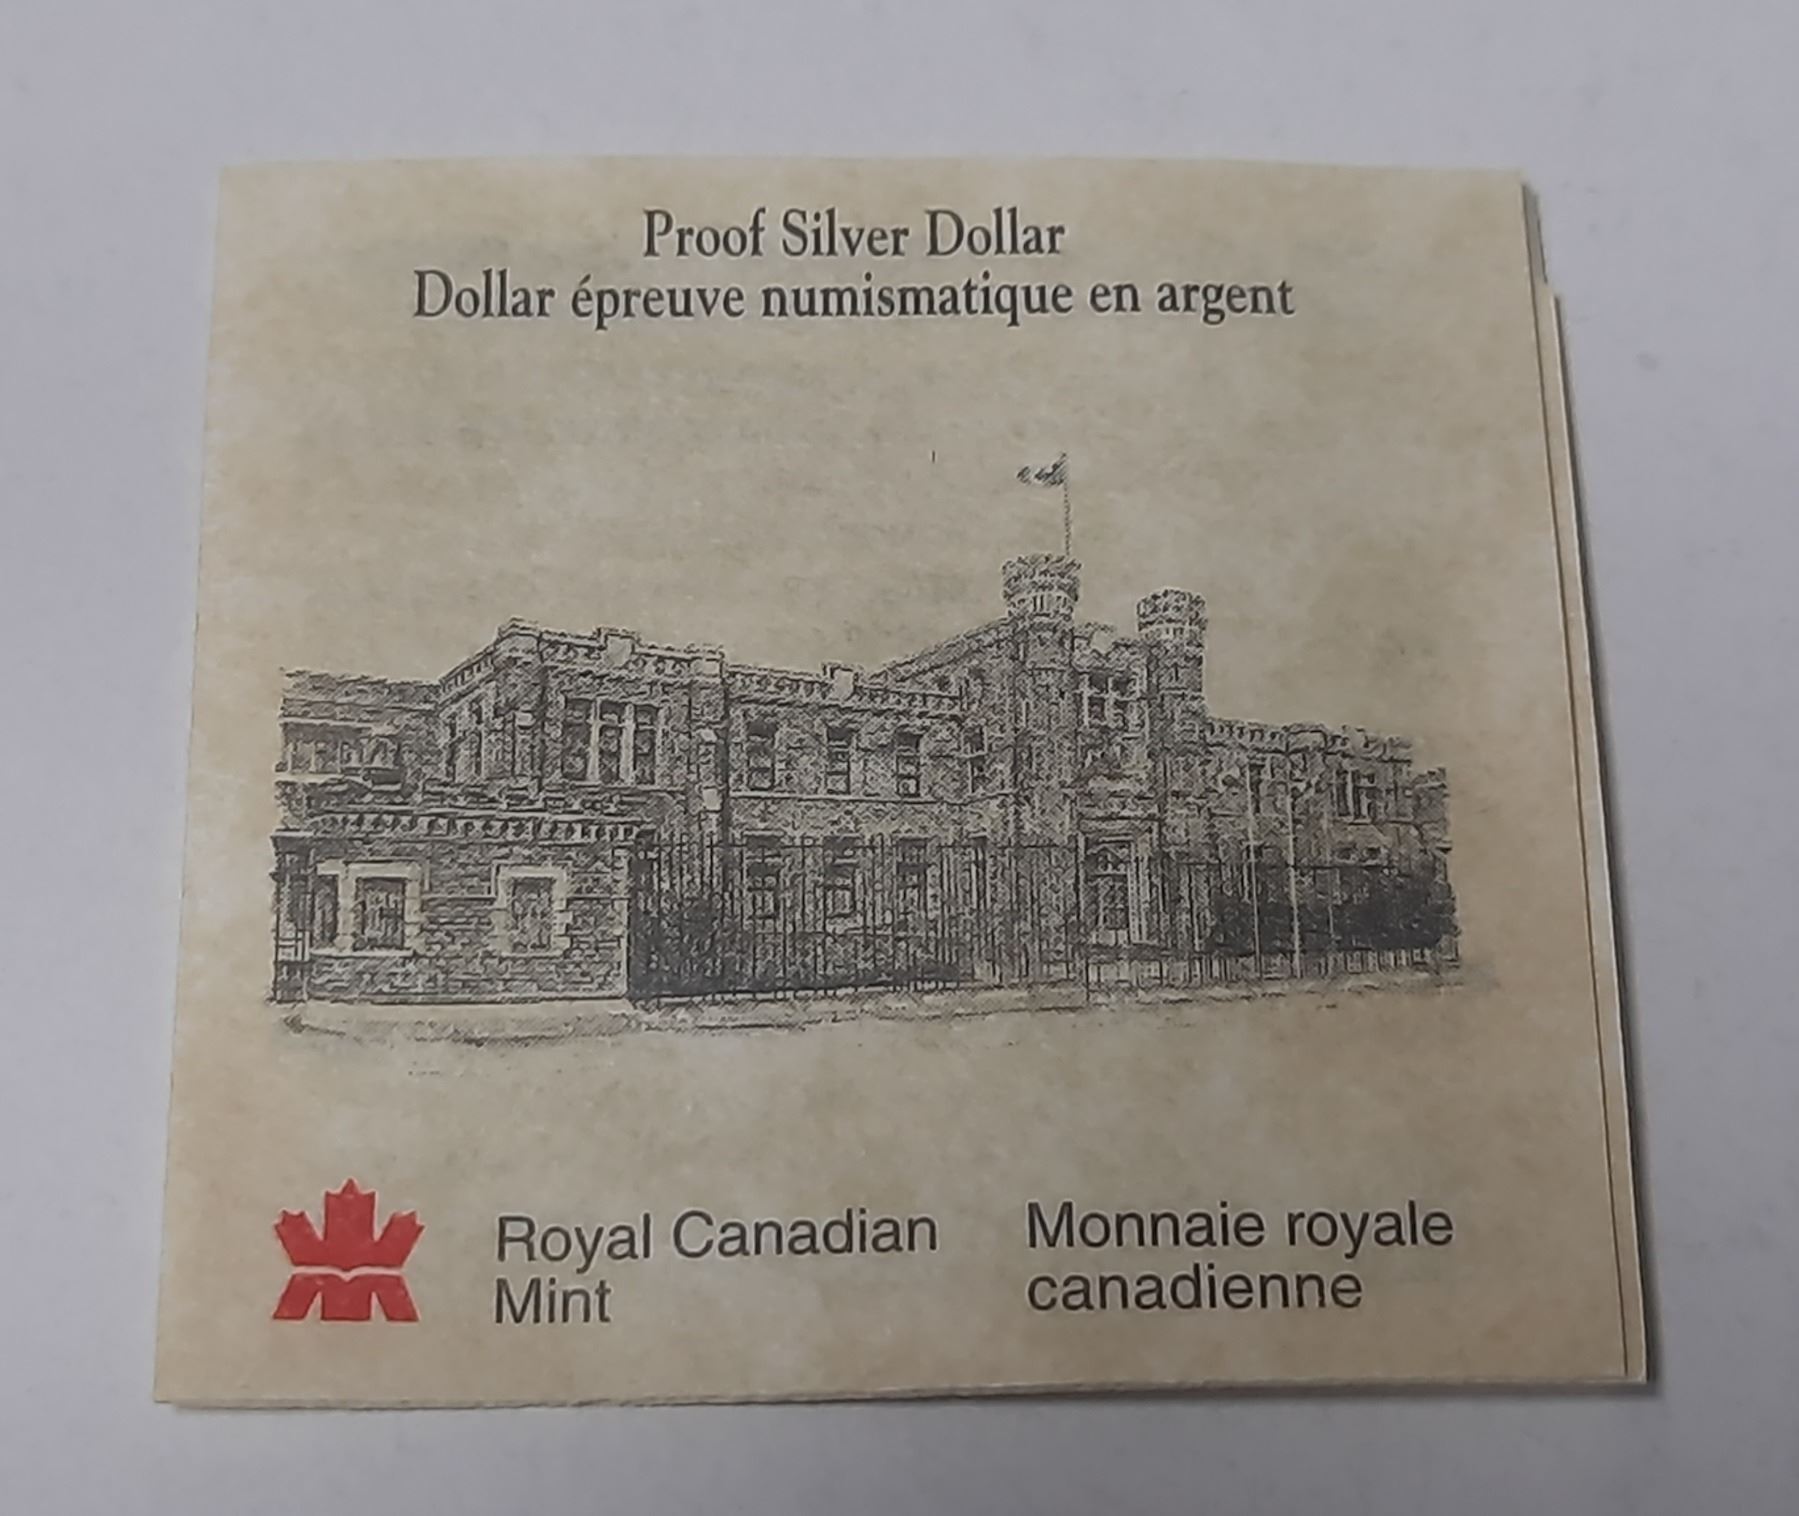 Proof Silver Dollar
Dollar épreuve numismatique en argent
Royal Canadian
Mint
Monnaie royale
canadienne